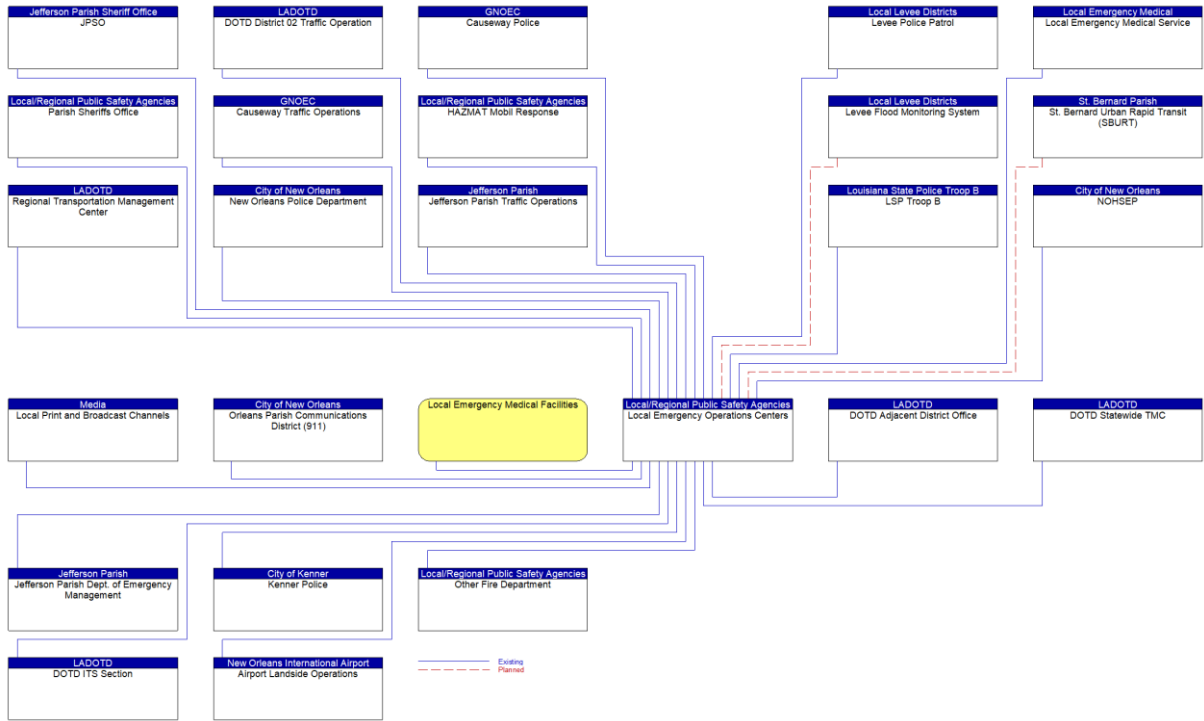 Jefferson Parish Sheriff Office
JPSO
LADOTD
DOTD District 02 Traffic Operation
GNOEC
Causeway Police
Local Levee Districts
Levee Police Patrol
Local Emergency Medical
Local Emergency Medical Service
Local/Regional Public Safety Agencies
Parish Sheriffs Office
GNOEC
Causeway Traffic Operations
Local/Regional Public Safety Agencies
HAZMAT Mobil Response
Local Levee Districts
Levee Flood Monitoring System
St. Bernard Parish
St. Bernard Urban Rapid Transit
(SBURT)
LADOTD
Regional Transportation Management
Center
City of New Orleans
New Orleans Police Department
Jefferson Parish
Jefferson Parish Traffic Operations
Louisiana State Police Troop B
LSP Troop B
City of New Orleans
NOHSEP
Media
Local Print and Broadcast Channels
City of New Orleans
Orleans Parish Communications
District (911)
Local Emergency Medical Facilities
Local/Regional Public Safety Agencies
Local Emergency Operations Centers
LADOTD
DOTD Adjacent District Office
LADOTD
DOTD Statewide TMC
Jefferson Parish
Jefferson Parish Dept. of Emergency
Management
City of Kenner
Kenner Police
Local/Regional Public Safety Agencies
Other Fire Department
LADOTD
DOTD ITS Section
New Orleans International Airport
Airport Landside Operations
Existing
Planned